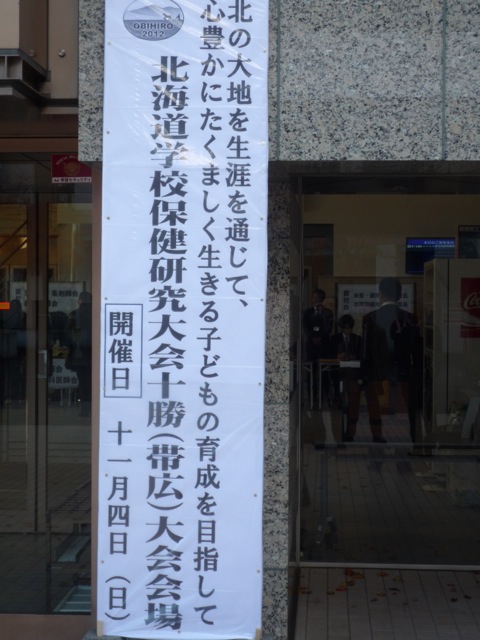 OBIHIRO
2012
北の大地を生涯を通じて、
心豊かにたくましく生きる子どもの育成を目指して
北海道学校保健研究大会十勝（帯広）大会会場
開催日 十一月四日（日）